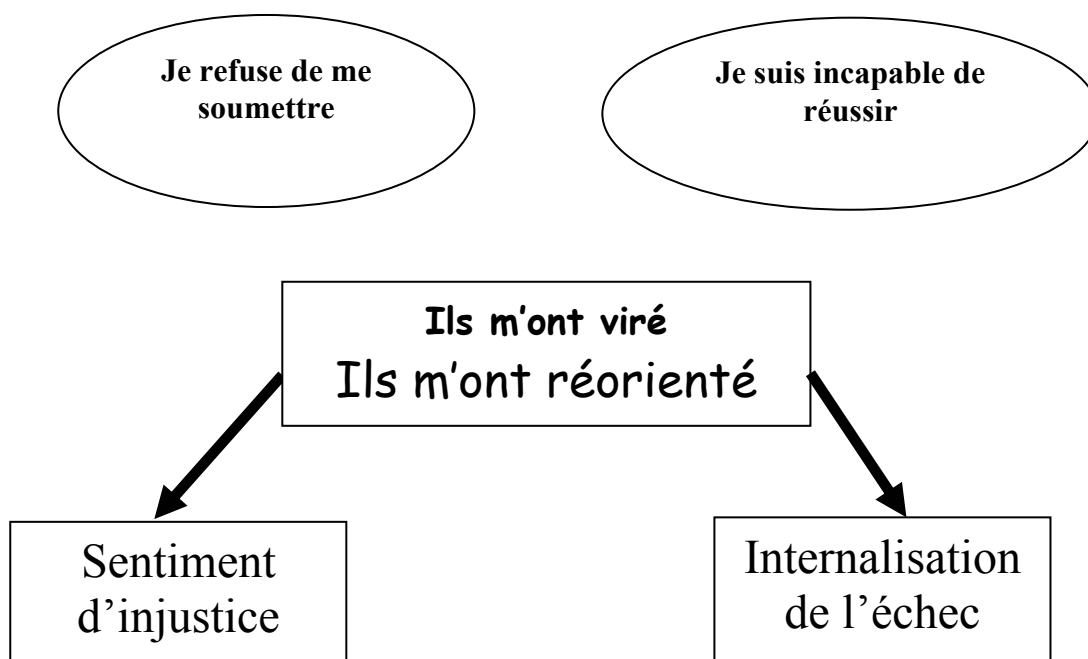 Je refuse de me
soumettre
Je suis incapable de
réussir
Ils m'ont viré
Ils m'ont réorienté
Sentiment
d'injustice
Internalisation
de l'échec